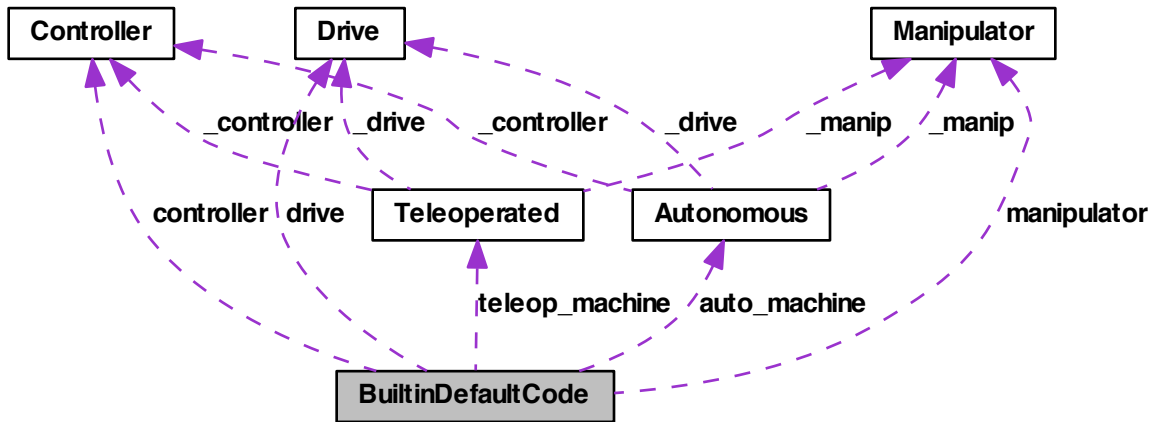 Controller
Drive
Manipulator
_controller
_drive
_controller
_drive
_manip
_manip
controller
drive
Teleoperated
Autonomous
manipulator
teleop_machine
auto_machine
BuiltinDefaultCode